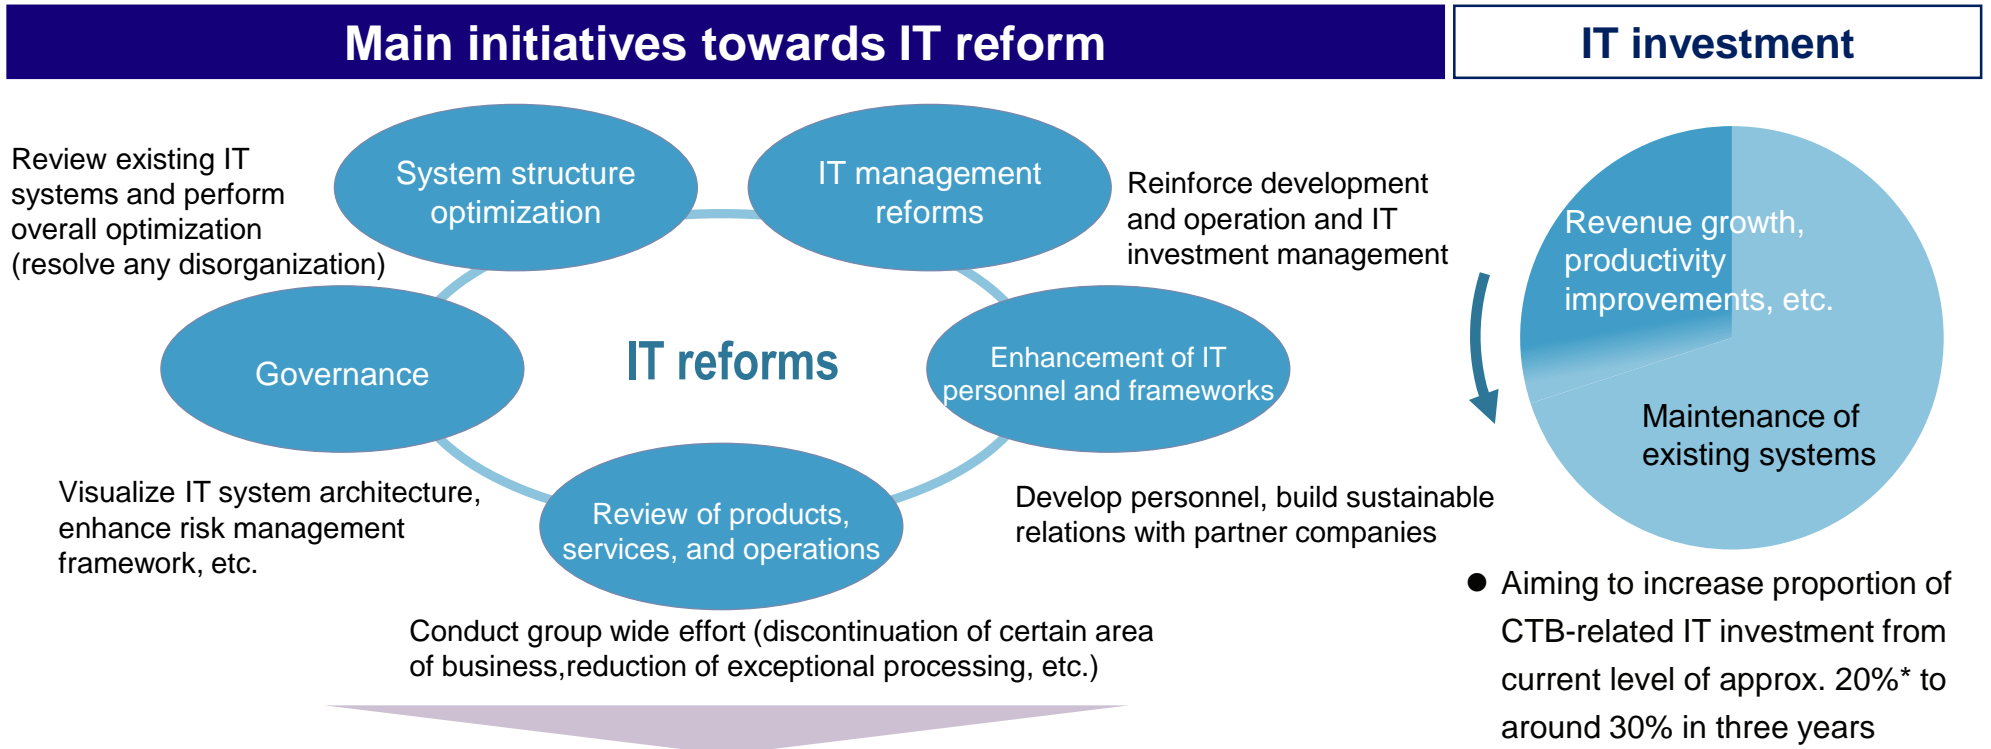 Main initiatives towards IT reform
IT investment
Review existing IT
systems and perform
overall optimization
(resolve any disorganization)
System structure
optimization
IT management
reforms
Reinforce development
and operation and IT
investment management
Governance
IT reforms
Enhancement of IT
personnel and frameworks
Visualize IT system architecture,
enhance risk management
framework, etc.
Review of products,
services, and operations
Develop personnel, build sustainable
relations with partner companies
Conduct group wide effort (discontinuation of certain area
of business,reduction of exceptional processing, etc.)
Revenue growth,
productivity
improvements, etc.
Maintenance of
existing systems
● Aiming to increase proportion of
CTB-related IT investment from
current level of approx. 20%* to
around 30% in three years